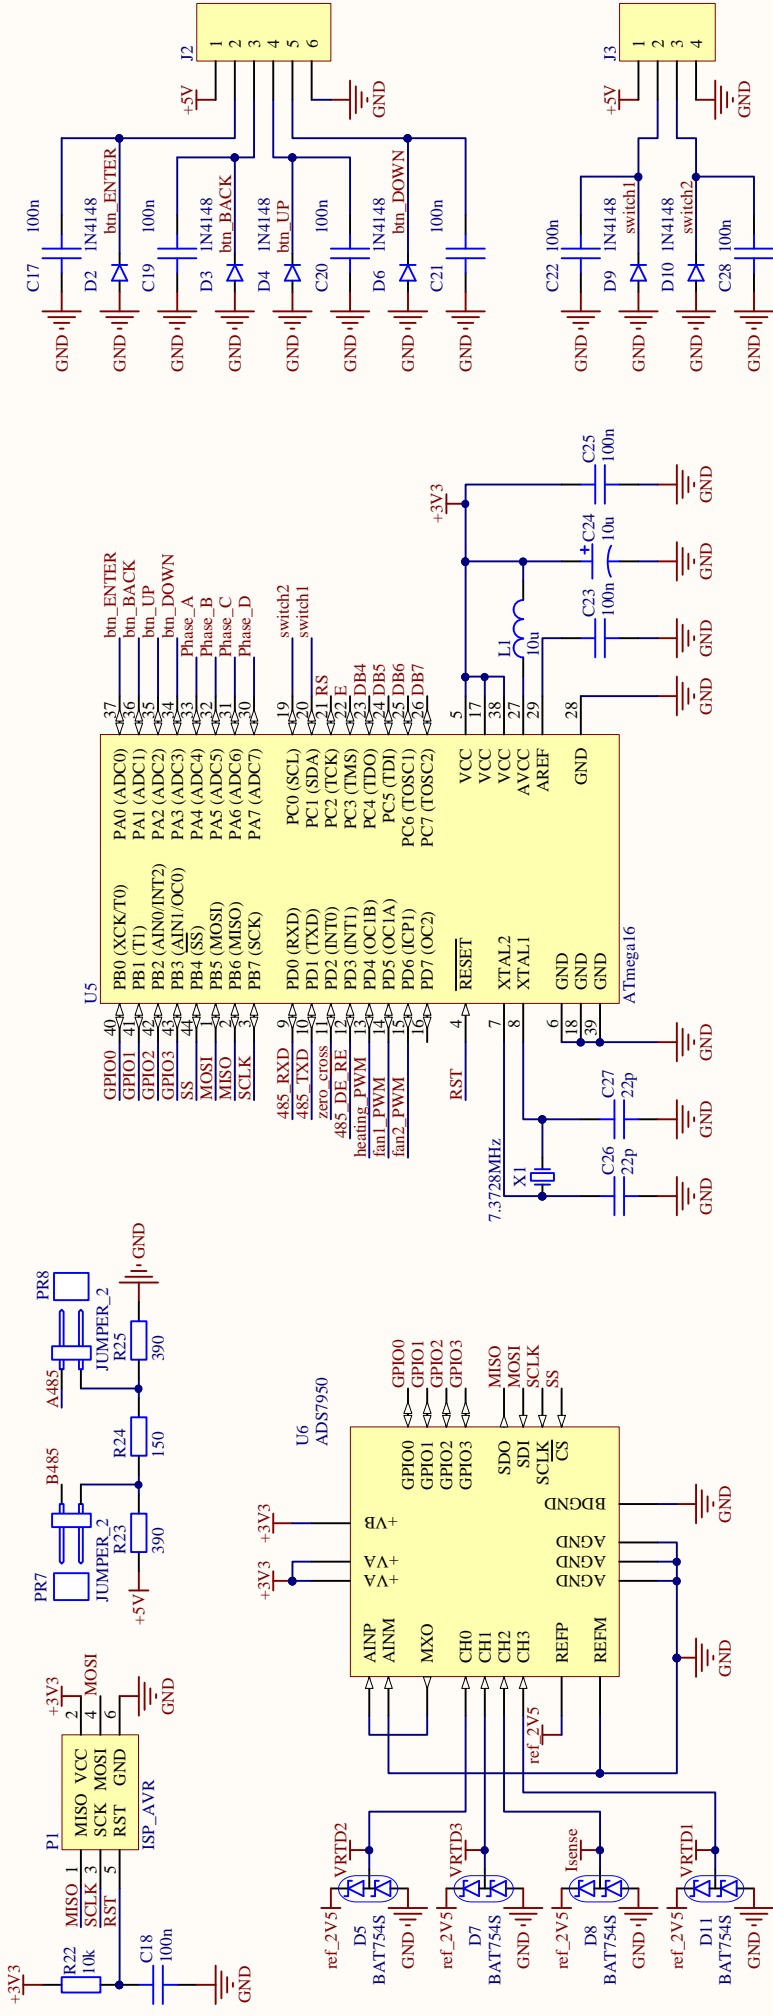 J2
1
2
3
4
5
6
+5V
GND
100n
C17
btn_ENTER
1N4148
D2
100n
C19
btn_BACK
1N4148
D3
btn_UP
1N4148
D4
100n
C20
btn_DOWN
1N4148
D6
100n
C21
GND
GND
GND
GND
GND
GND
GND
GND
J3
1
2
3
4
+5V
GND
100n
C22
switch1
1N4148
D9
switch2
1N4148
D10
100n
C28
GND
GND
GND
GND
btn_ENTER
btn_BACK
btn_UP
btn_DOWN
Phase_A
Phase_B
Phase_C
Phase_D
switch2
switch1
RS
E
DB4
DB5
DB6
DB7
37
36
35
34
33
32
31
30
19
20
21
22
23
24
25
26
5
17
38
27
29
28
+3V3
L1
10u
C23
100n
C24
10u
C25
100n
GND
GND
GND
GND
PA0 (ADC0)
PA1 (ADC1)
PA2 (ADC2)
PA3 (ADC3)
PA4 (ADC4)
PA5 (ADC5)
PA6 (ADC6)
PA7 (ADC7)
PC0 (SCL)
PC1 (SDA)
PC2 (TCK)
PC3 (TMS)
PC4 (TDO)
PC5 (TDI)
PC6 (TOSC1)
PC7 (TOSC2)
VCC
VCC
VCC
AVCC
AREF
GND
PB0 (XCK/T0)
PB1 (T1)
PB2 (AIN0/INT2)
PB3 (AIN1/OC0)
PB4 (SS)
PB5 (MOSI)
PB6 (MISO)
PB7 (SCK)
PD0 (RXD)
PD1 (TXD)
PD2 (INT0)
PD3 (INT1)
PD4 (OC1B)
PD5 (OC1A)
PD6 (ICP1)
PD7 (OC2)
RESET
XTAL2
XTAL1
GND
GND
GND
U5
ATmega16
40
41
42
43
44
1
2
3
9
10
11
12
13
14
15
16
4
7
8
6
18
39
GPIO0
GPIO1
GPIO2
GPIO3
SS
MOSI
MISO
SCLK
485_RXD
485_TXD
zero_cross
485_DE_RE
heating_PWM
fan1_PWM
fan2_PWM
RST
7.3728MHz
X1
C26
22p
C27
22p
GND
GND
GND
PR8
JUMPER_2
A485
GND
R25
390
R24
150
B485
PR7
JUMPER_2
R23
390
+5V
U6
ADS7950
GPIO0
GPIO1
GPIO2
GPIO3
MISO
MOSI
SCLK
SS
GPIO0
GPIO1
GPIO2
GPIO3
SDO
SDI
SCLK
CS
+VB
+VA
+VA
+3V3
+3V3
BDGND
AGND
AGND
AGND
GND
GND
AINP
AINM
MXO
CH0
CH1
CH2
CH3
REFP
REFM
ref_2V5
P1
ISP_AVR
MISO VCC
SCK MOSI
RST GND
+3V3
2
4
6
MOSI
GND
1
3
5
MISO
SCLK
RST
+3V3
R22
10k
C18
100n
GND
VRTD2
ref_2V5
D5
BAT754S
GND
VRTD3
ref_2V5
D7
BAT754S
GND
Isense
ref_2V5
D8
BAT754S
GND
VRTD1
ref_2V5
D11
BAT754S
GND